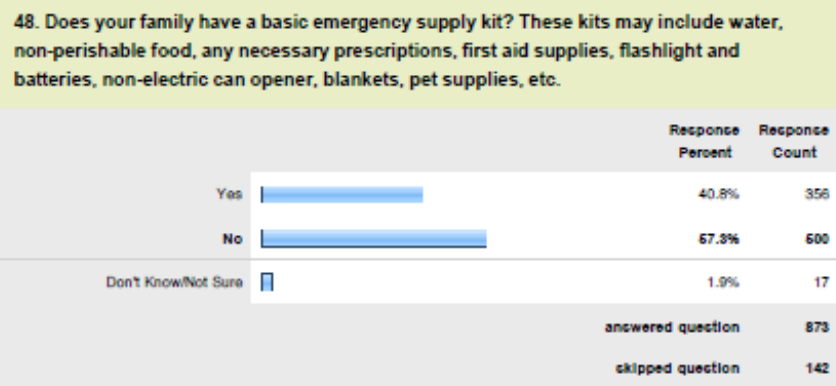 48. Does your family have a basic emergency supply kit? These kits may include water,
non-perishable food, any necessary prescriptions, first aid supplies, flashlight and
batteries, non-electric can opener, blankets, pet supplies, etc.
Response Percent Response Count
Yes 40.8% 356
No 57.3% 500
Don't Know/Not Sure 1.9% 17
answered question 873
skipped question 142